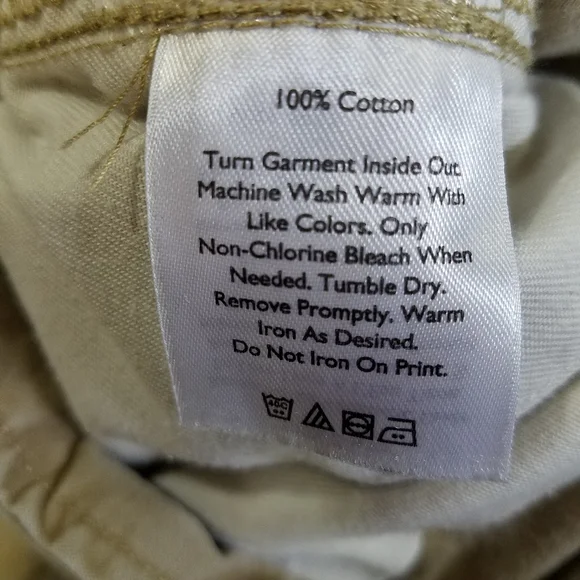 100% Cotton
Turn Garment Inside Out.
Machine Wash Warm With
Like Colors. Only
Non-Chlorine Bleach When
Needed. Tumble Dry.
Remove Promptly. Warm
Iron As Desired.
Do Not Iron On Print.
40C